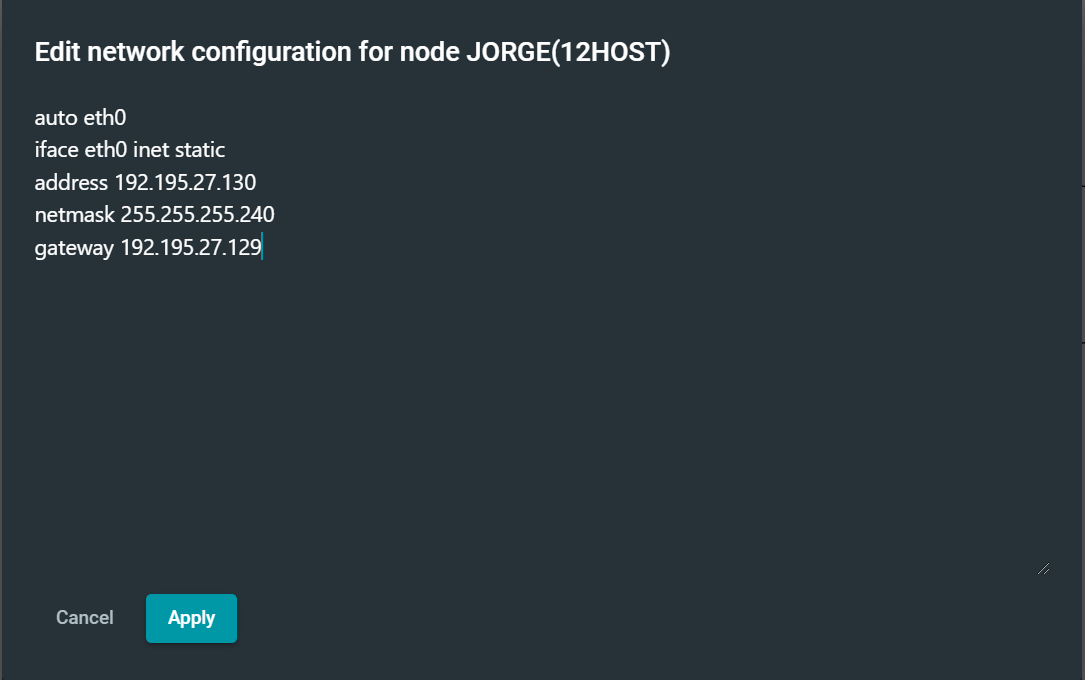 Edit network configuration for node JORGE(12HOST)
auto eth0
iface eth0 inet static
address 192.195.27.130
netmask 255.255.255.240
gateway 192.195.27.129
Cancel
Apply